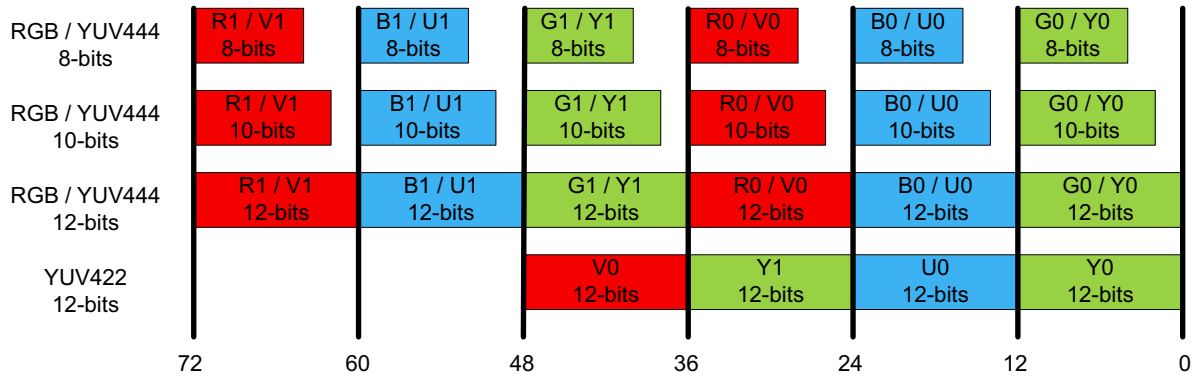 RGB / YUV444
8-bits
R1 / V1
8-bits
B1 / U1
8-bits
G1 / Y1
8-bits
R0 / V0
8-bits
B0 / U0
8-bits
G0 / Y0
8-bits
RGB / YUV444
10-bits
R1 / V1
10-bits
B1 / U1
10-bits
G1 / Y1
10-bits
R0 / V0
10-bits
B0 / U0
10-bits
G0 / Y0
10-bits
RGB / YUV444
12-bits
R1 / V1
12-bits
B1 / U1
12-bits
G1 / Y1
12-bits
R0 / V0
12-bits
B0 / U0
12-bits
G0 / Y0
12-bits
YUV422
12-bits
V0
12-bits
Y1
12-bits
U0
12-bits
Y0
12-bits
72 60 48 36 24 12 0